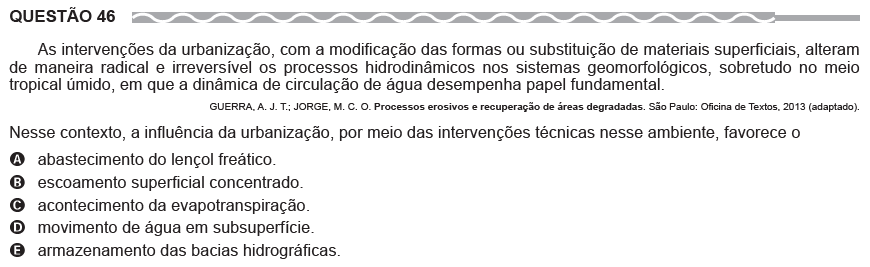 QUESTÃO 46
As intervenções da urbanização, com a modificação das formas ou substituição de materiais superficiais, alteram
de maneira radical e irreversível os processos hidrodinâmicos nos sistemas geomorfológicos, sobretudo no meio
tropical úmido, em que a dinâmica de circulação de água desempenha papel fundamental.
GUERRA, A. J. T.; JORGE, M. C. O. Processos erosivos e recuperação de áreas degradadas. São Paulo: Oficina de Textos, 2013 (adaptado).
Nesse contexto, a influência da urbanização, por meio das intervenções técnicas nesse ambiente, favorece o
A abastecimento do lençol freático.
B escoamento superficial concentrado.
C acontecimento da evapotranspiração.
D movimento de água em subsuperfície.
E armazenamento das bacias hidrográficas.